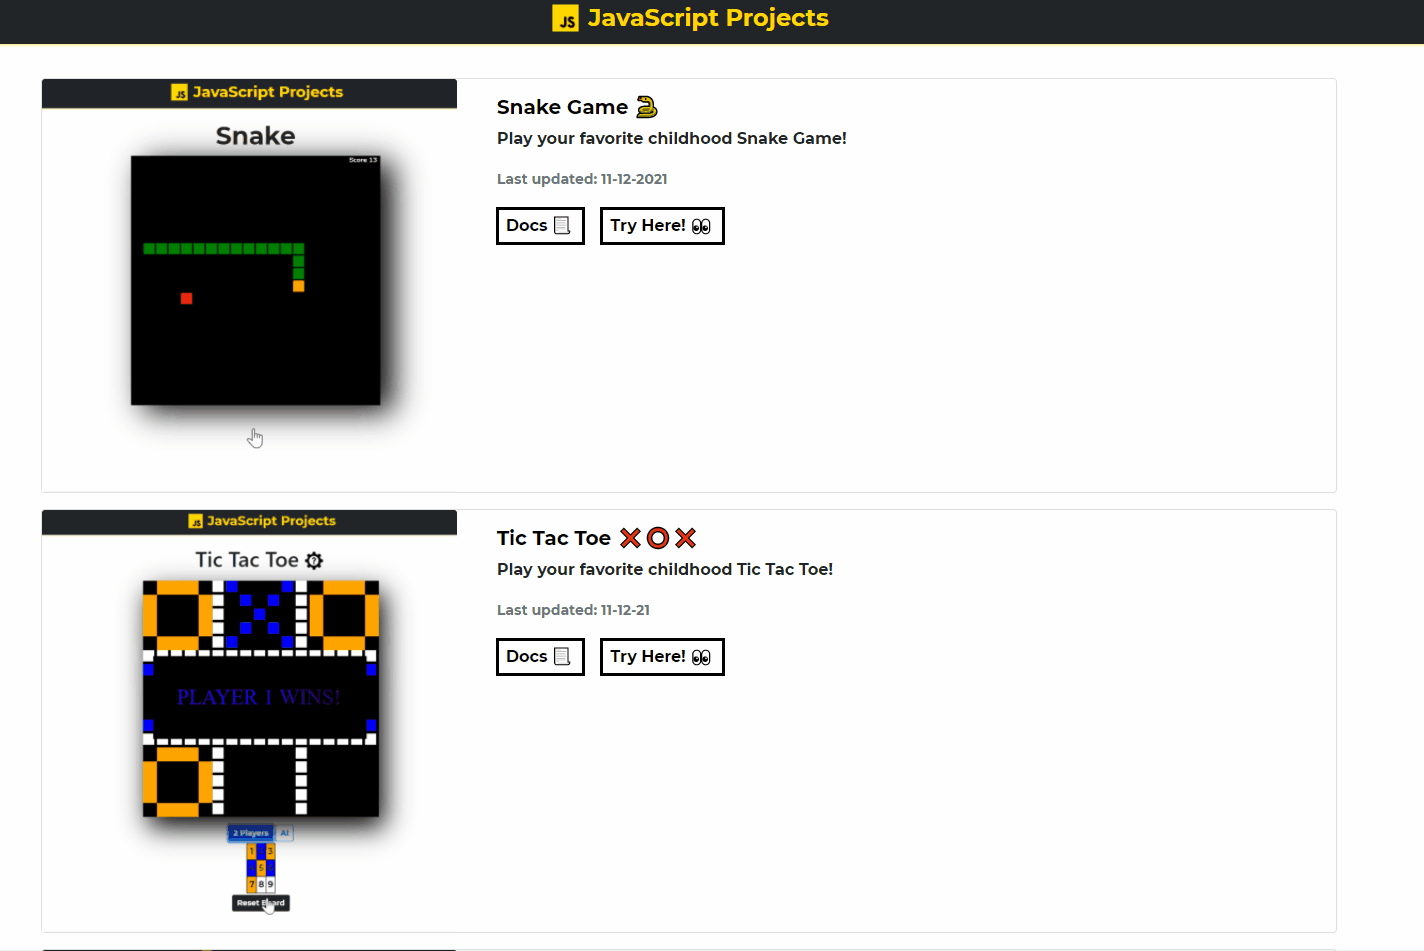 JS JavaScript Projects
JS JavaScript Projects
Snake
Score 13
Snake Game
Play your favorite childhood Snake Game!
Last updated: 11-12-2021
Docs
Try Here!
JS JavaScript Projects
Tic Tac Toe
PLAYER 1 WINS!
2 Players AI
1 3
5
7 8 9
Tic Tac Toe ❌⭕❌
Play your favorite childhood Tic Tac Toe!
Last updated: 11-12-21
Docs
Try Here!